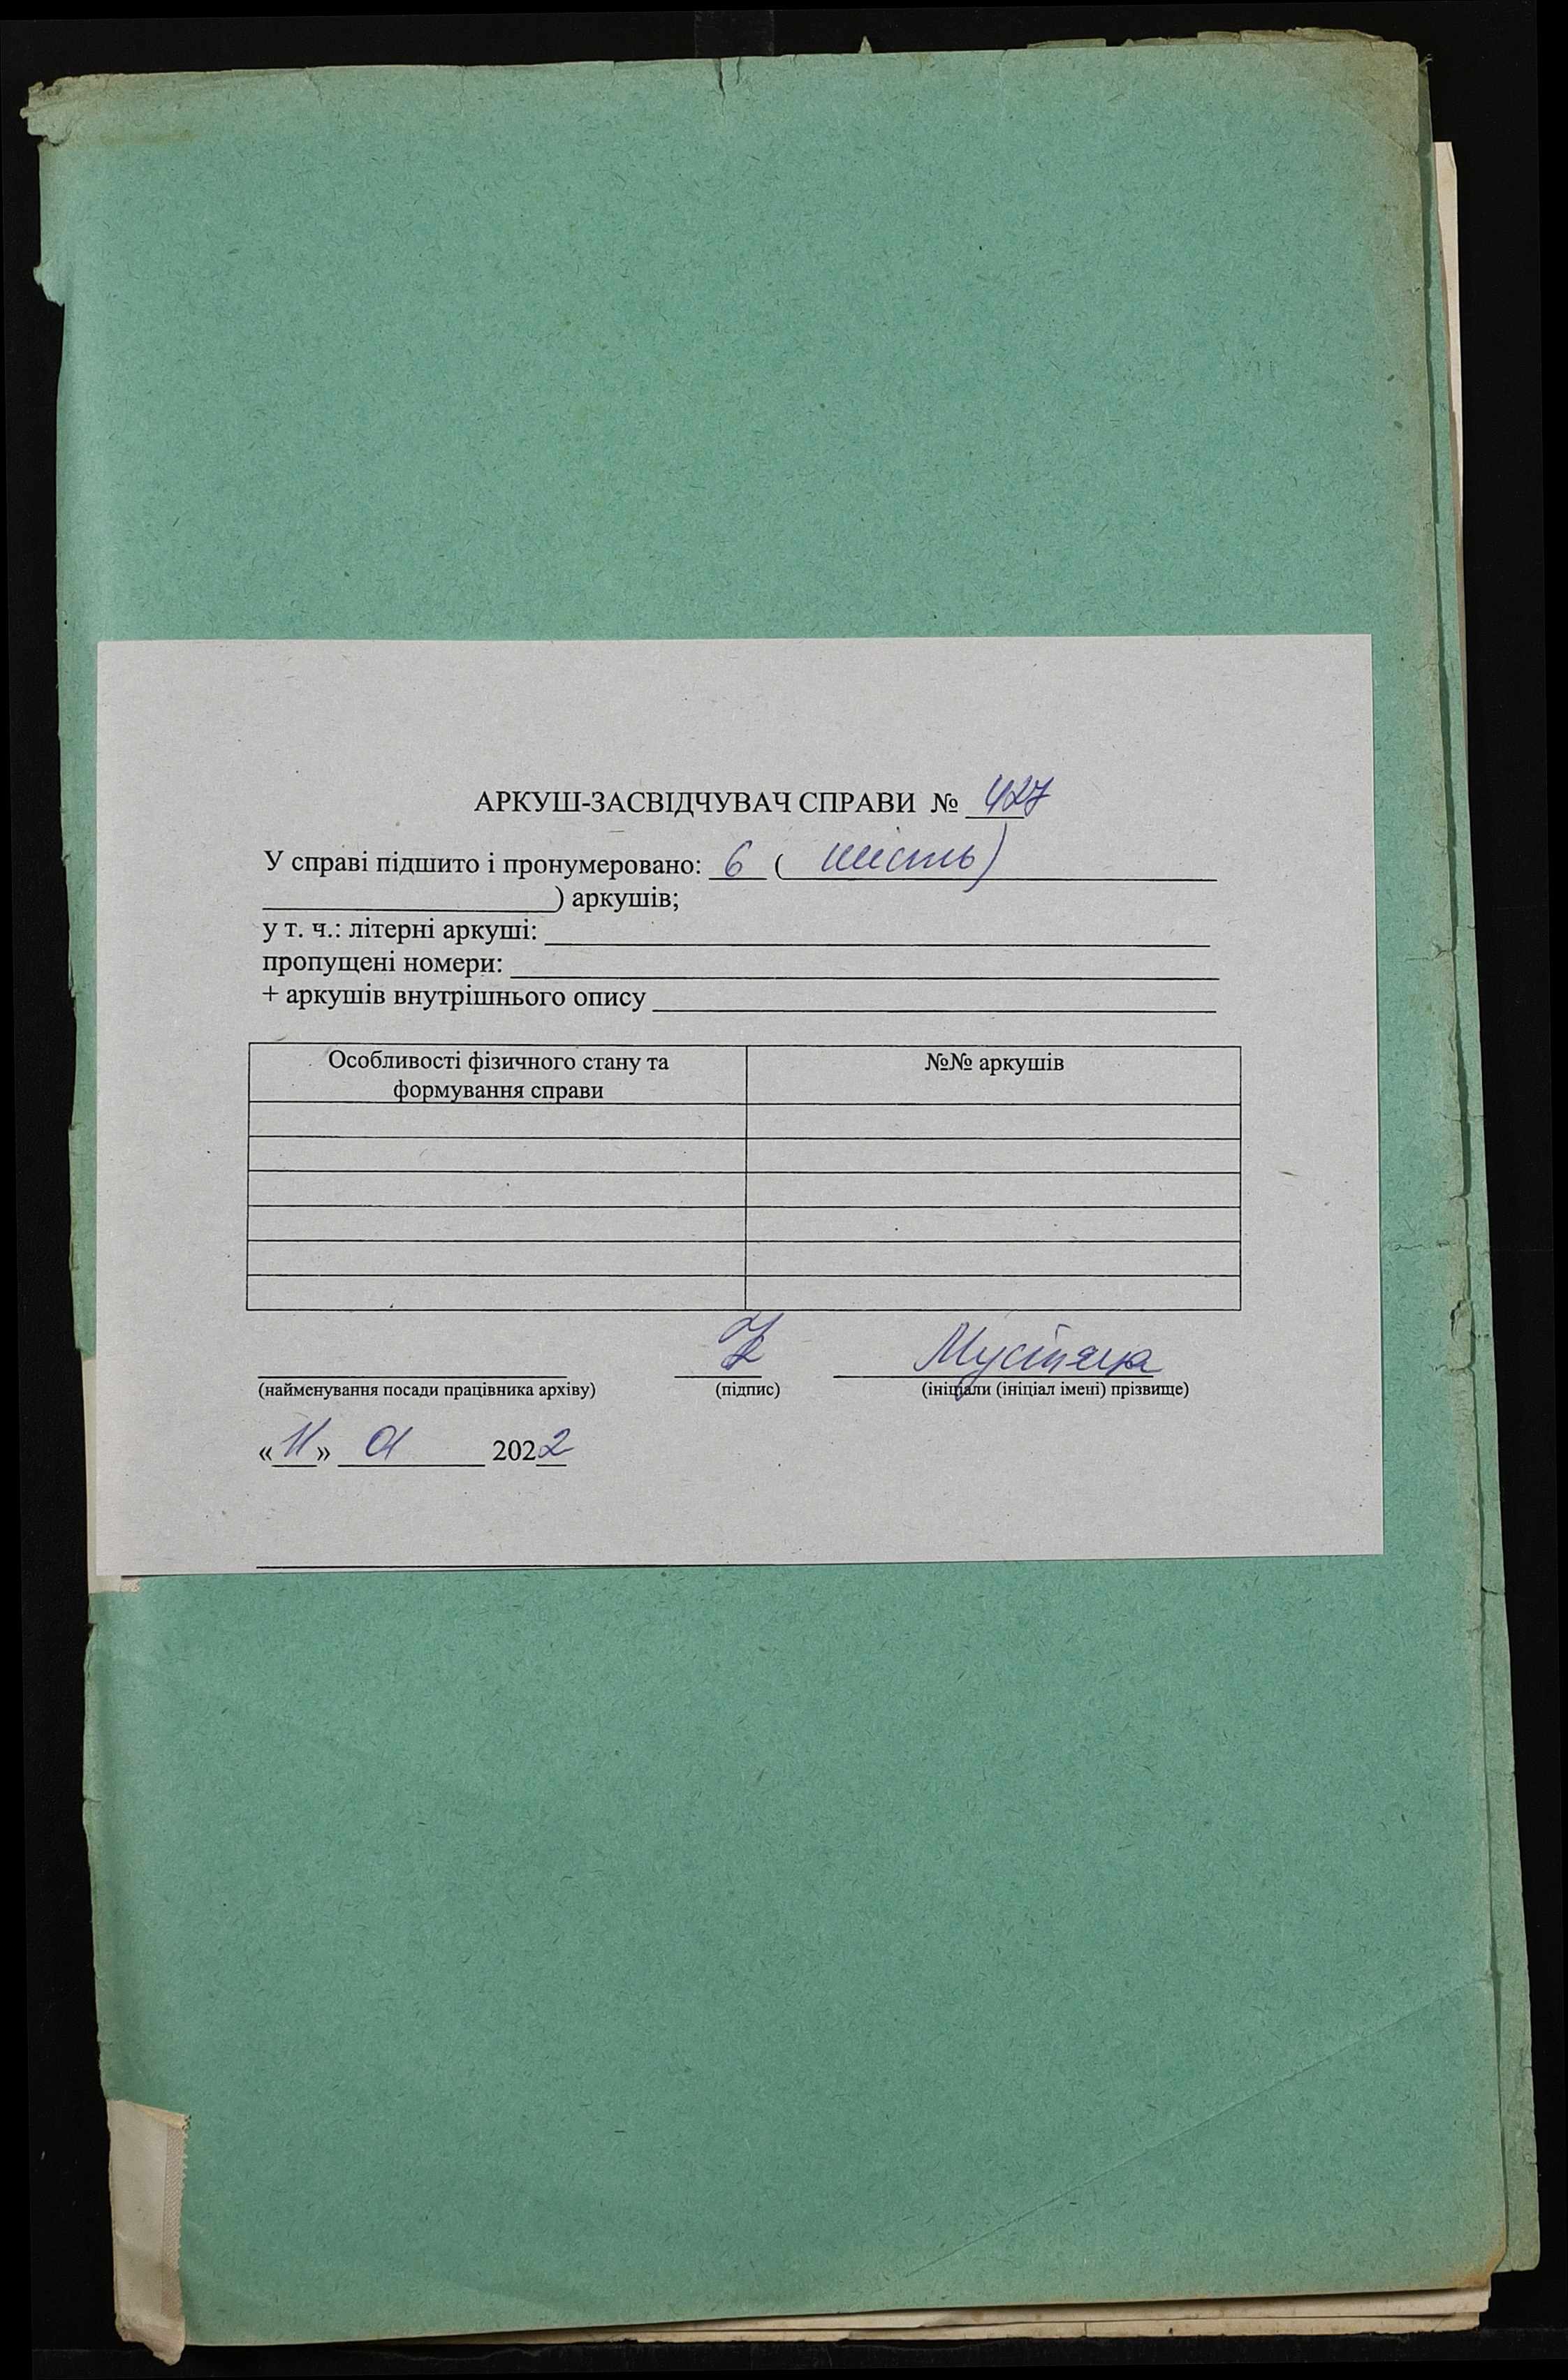 АРКУШ-ЗАСВІДЧУВАЧ СПРАВИ № 427
У справі підшито і пронумеровано: 6 ( шість)
) аркушів;
у т. ч.: літерні аркуші:
пропущені номери:
+ аркушів внутрішнього опису
Особливості фізичного стану та
формування справи
№№ аркушів
(найменування посади працівника архіву)
(підпис)
(ініціали (ініціал імені) прізвище)
«11» 01 2022